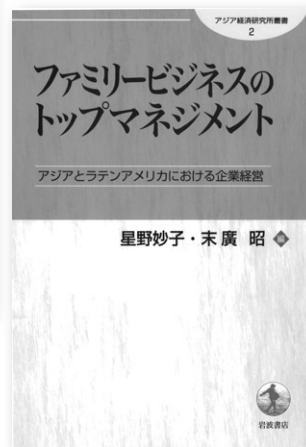 アジア経済研究所叢書
2
ファミリービジネスの
トップマネジメント
アジアとラテンアメリカにおける企業経営
星野妙子・末廣 昭 編
岩波書店